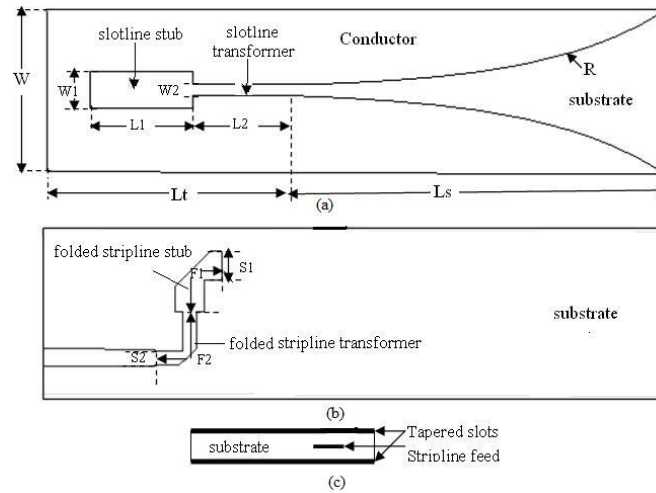 slotline stub
slotline
transformer
Conductor
R
W
W1
W2
substrate
L1
L2
Lt
Ls
(a)
folded stripline stub
F1
S1
substrate
folded stripline transformer
S2
F2
(b)
substrate
Tapered slots
Stripline feed
(c)